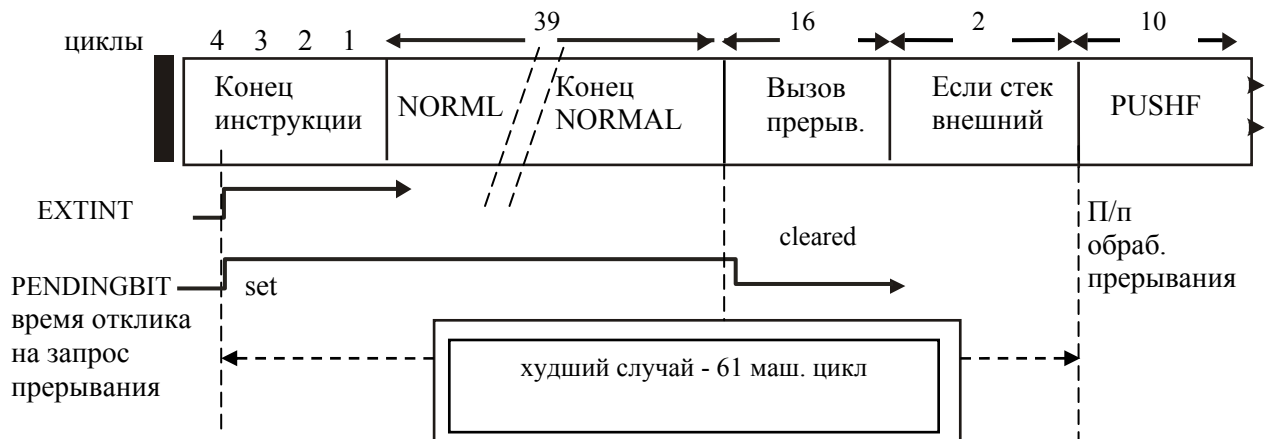 циклы 4 3 2 1 39 16 2 10
Конец
инструкции
NORML
Конец
NORMAL
Вызов
прерыв.
Если стек
внешний
PUSHF
EXTINT
П/п
обраб.
прерывания
cleared
PENDINGBIT
set
время отклика
на запрос
прерывания
худший случай - 61 маш. цикл